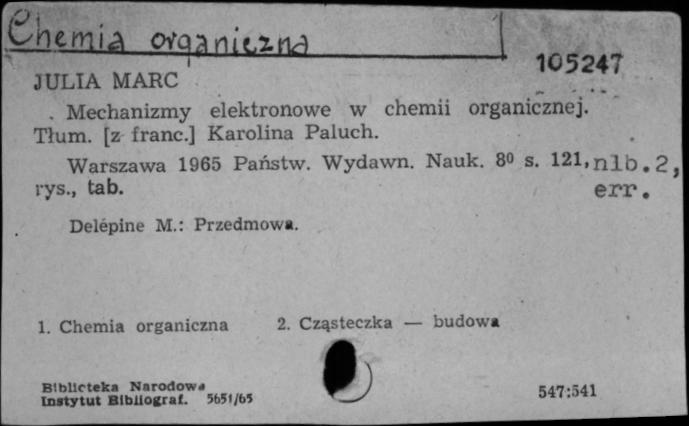 Chemia organiczna
105247
JULIA MARC
. Mechanizmy elektronowe w chemii organicznej.
Tłum. [z franc.] Karolina Paluch.
Warszawa 1965 Państw. Wydawn. Nauk. 8⁰ s. 121, nlb. 2,
rys., tab. err.
Delépine M.: Przedmowa.
1. Chemia organiczna 2. Cząsteczka — budowa
Biblioteka Narodowa
Instytut Bibliograf. 5651/65
547:541